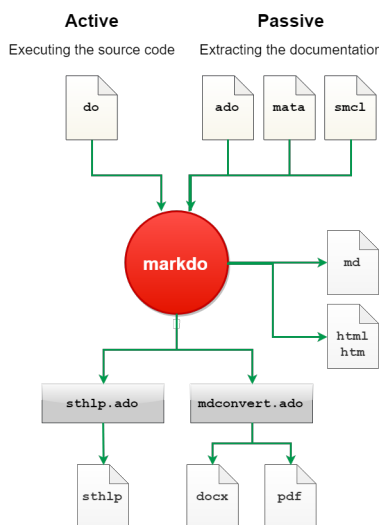 Active
Passive
Executing the source code
Extracting the documentation
do
ado
mata
smcl
markdo
md
html
htm
sthlp.ado
mdconvert.ado
sthlp
docx
pdf